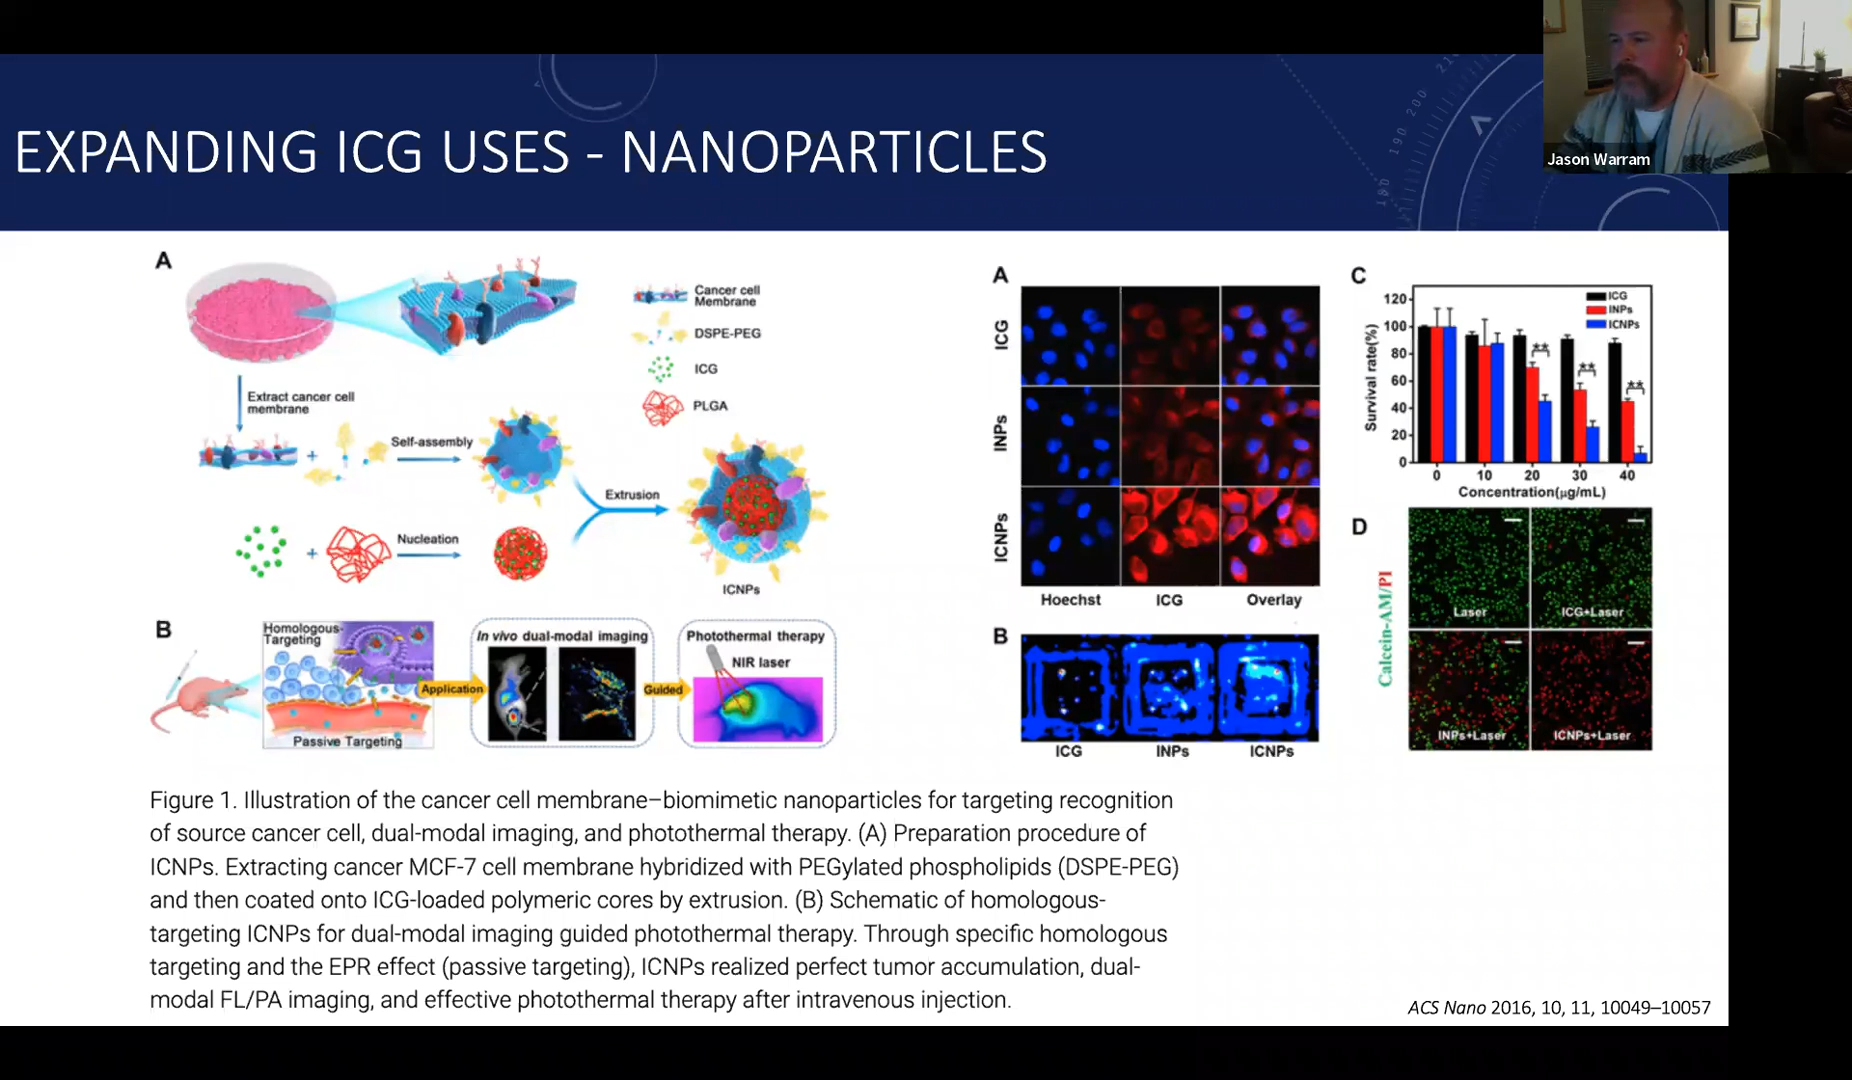 EXPANDING ICG USES - NANOPARTICLES
Jason Warram
180 190 200 21
A
Cancer cell
Membrane
DSPE-PEG
ICG
PLGA
Extract cancer cell
membrane
+
Self-assembly
Extrusion
+
Nucleation
ICNPs
B
Homologous-
Targeting
Passive Targeting
Application
In vivo dual-modal imaging
Guided
Photothermal therapy
NIR laser
A
ICG
INPs
ICNPs
Hoechst ICG Overlay
B
ICG INPs ICNPs
C
Survival rate(%)
120
100
80
60
40
20
0
ICG
INPs
ICNPs
** ** **
0 10 20 30 40
Concentration(μg/mL)
D
Calcein-AM/PI
Laser
ICG+Laser
INPs+Laser
ICNPs+Laser
Figure 1. Illustration of the cancer cell membrane–biomimetic nanoparticles for targeting recognition
of source cancer cell, dual-modal imaging, and photothermal therapy. (A) Preparation procedure of
ICNPs. Extracting cancer MCF-7 cell membrane hybridized with PEGylated phospholipids (DSPE-PEG)
and then coated onto ICG-loaded polymeric cores by extrusion. (B) Schematic of homologous-
targeting ICNPs for dual-modal imaging guided photothermal therapy. Through specific homologous
targeting and the EPR effect (passive targeting), ICNPs realized perfect tumor accumulation, dual-
modal FL/PA imaging, and effective photothermal therapy after intravenous injection.
ACS Nano 2016, 10, 11, 10049–10057